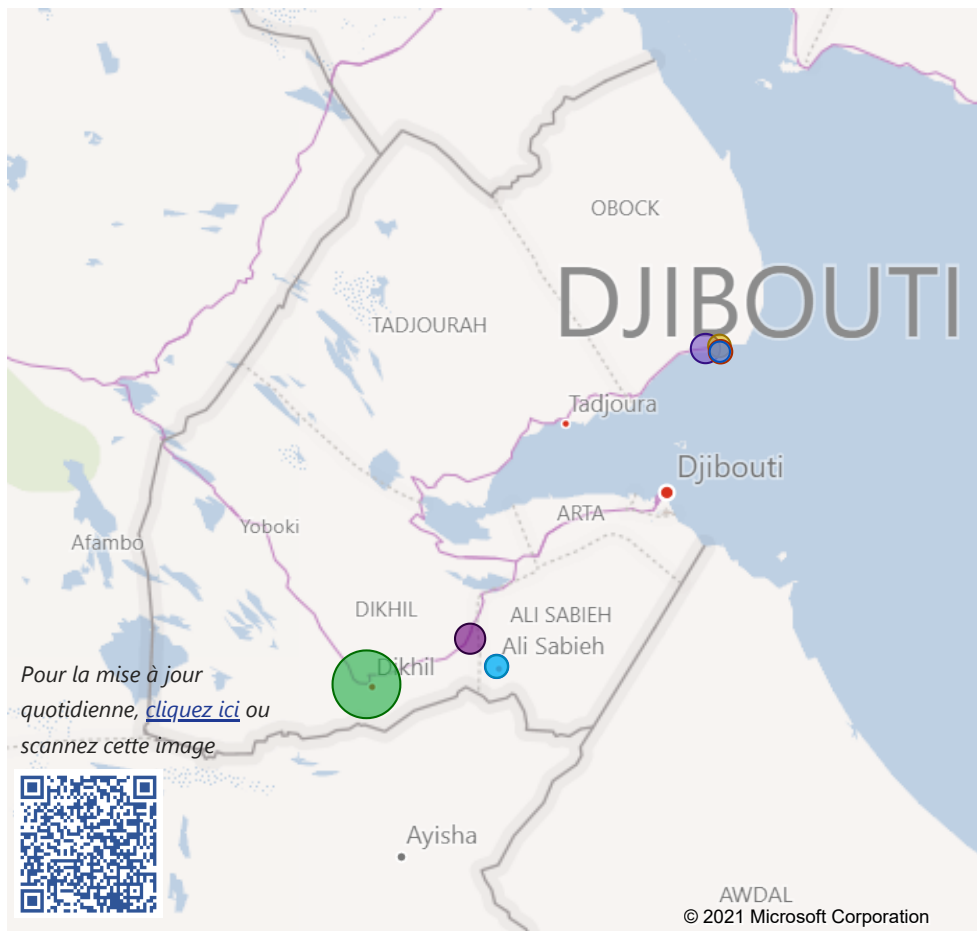 OBOCK
DJIBOUTI
TADJOURAH
Tadjoura
Djibouti
ARTA
Yoboki
Afambo
DIKHIL
ALI SABIEH
Ali Sabieh
Dikhil
Pour la mise à jour
quotidienne, cliquez ici ou
scannez cette image
Ayisha
AWDAL
© 2021 Microsoft Corporation